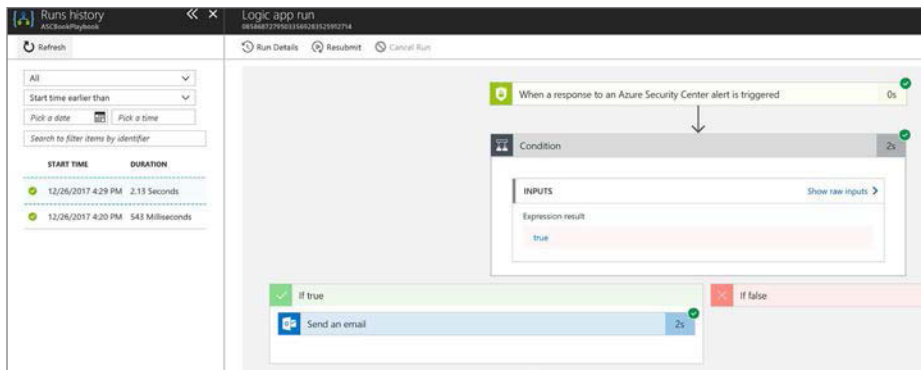 Runs history
ASCBookPlaybook
Refresh
All
Start time earlier than
Pick a date
Pick a time
Search to filter items by identifier
START TIME DURATION
12/26/2017 4:29 PM 2.13 Seconds
12/26/2017 4:20 PM 543 Milliseconds
Logic app run
08586872795033569283525912714
Run Details Resubmit Cancel Run
When a response to an Azure Security Center alert is triggered 0s
Condition 2s
INPUTS Show raw inputs
Expression result
true
If true
Send an email 2s
If false